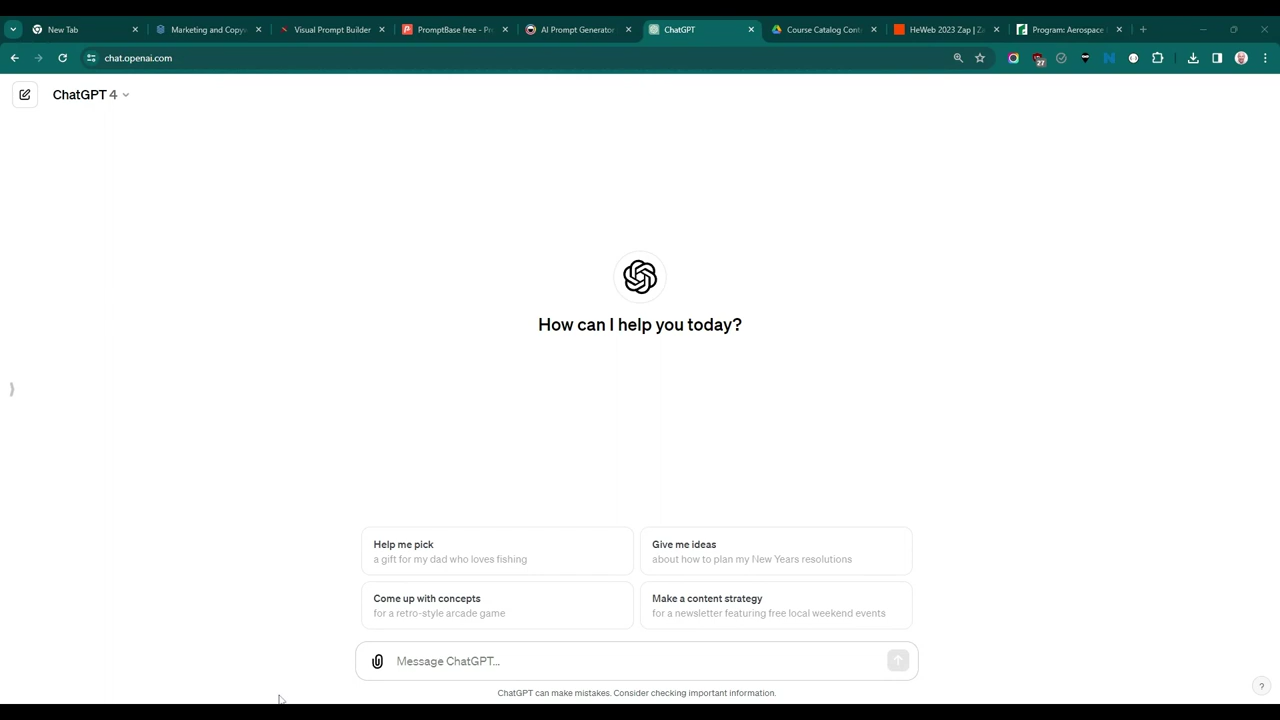 New Tab
Marketing and Copy
Visual Prompt Builder
PromptBase free - Pr
AI Prompt Generator
ChatGPT
Course Catalog Cont
HeWeb 2023 Zap | Za
Program: Aerospace
chat.openai.com
27
ChatGPT 4
How can I help you today?
Help me pick
a gift for my dad who loves fishing
Give me ideas
about how to plan my New Years resolutions
Come up with concepts
for a retro-style arcade game
Make a content strategy
for a newsletter featuring free local weekend events
Message ChatGPT...
ChatGPT can make mistakes. Consider checking important information.
?